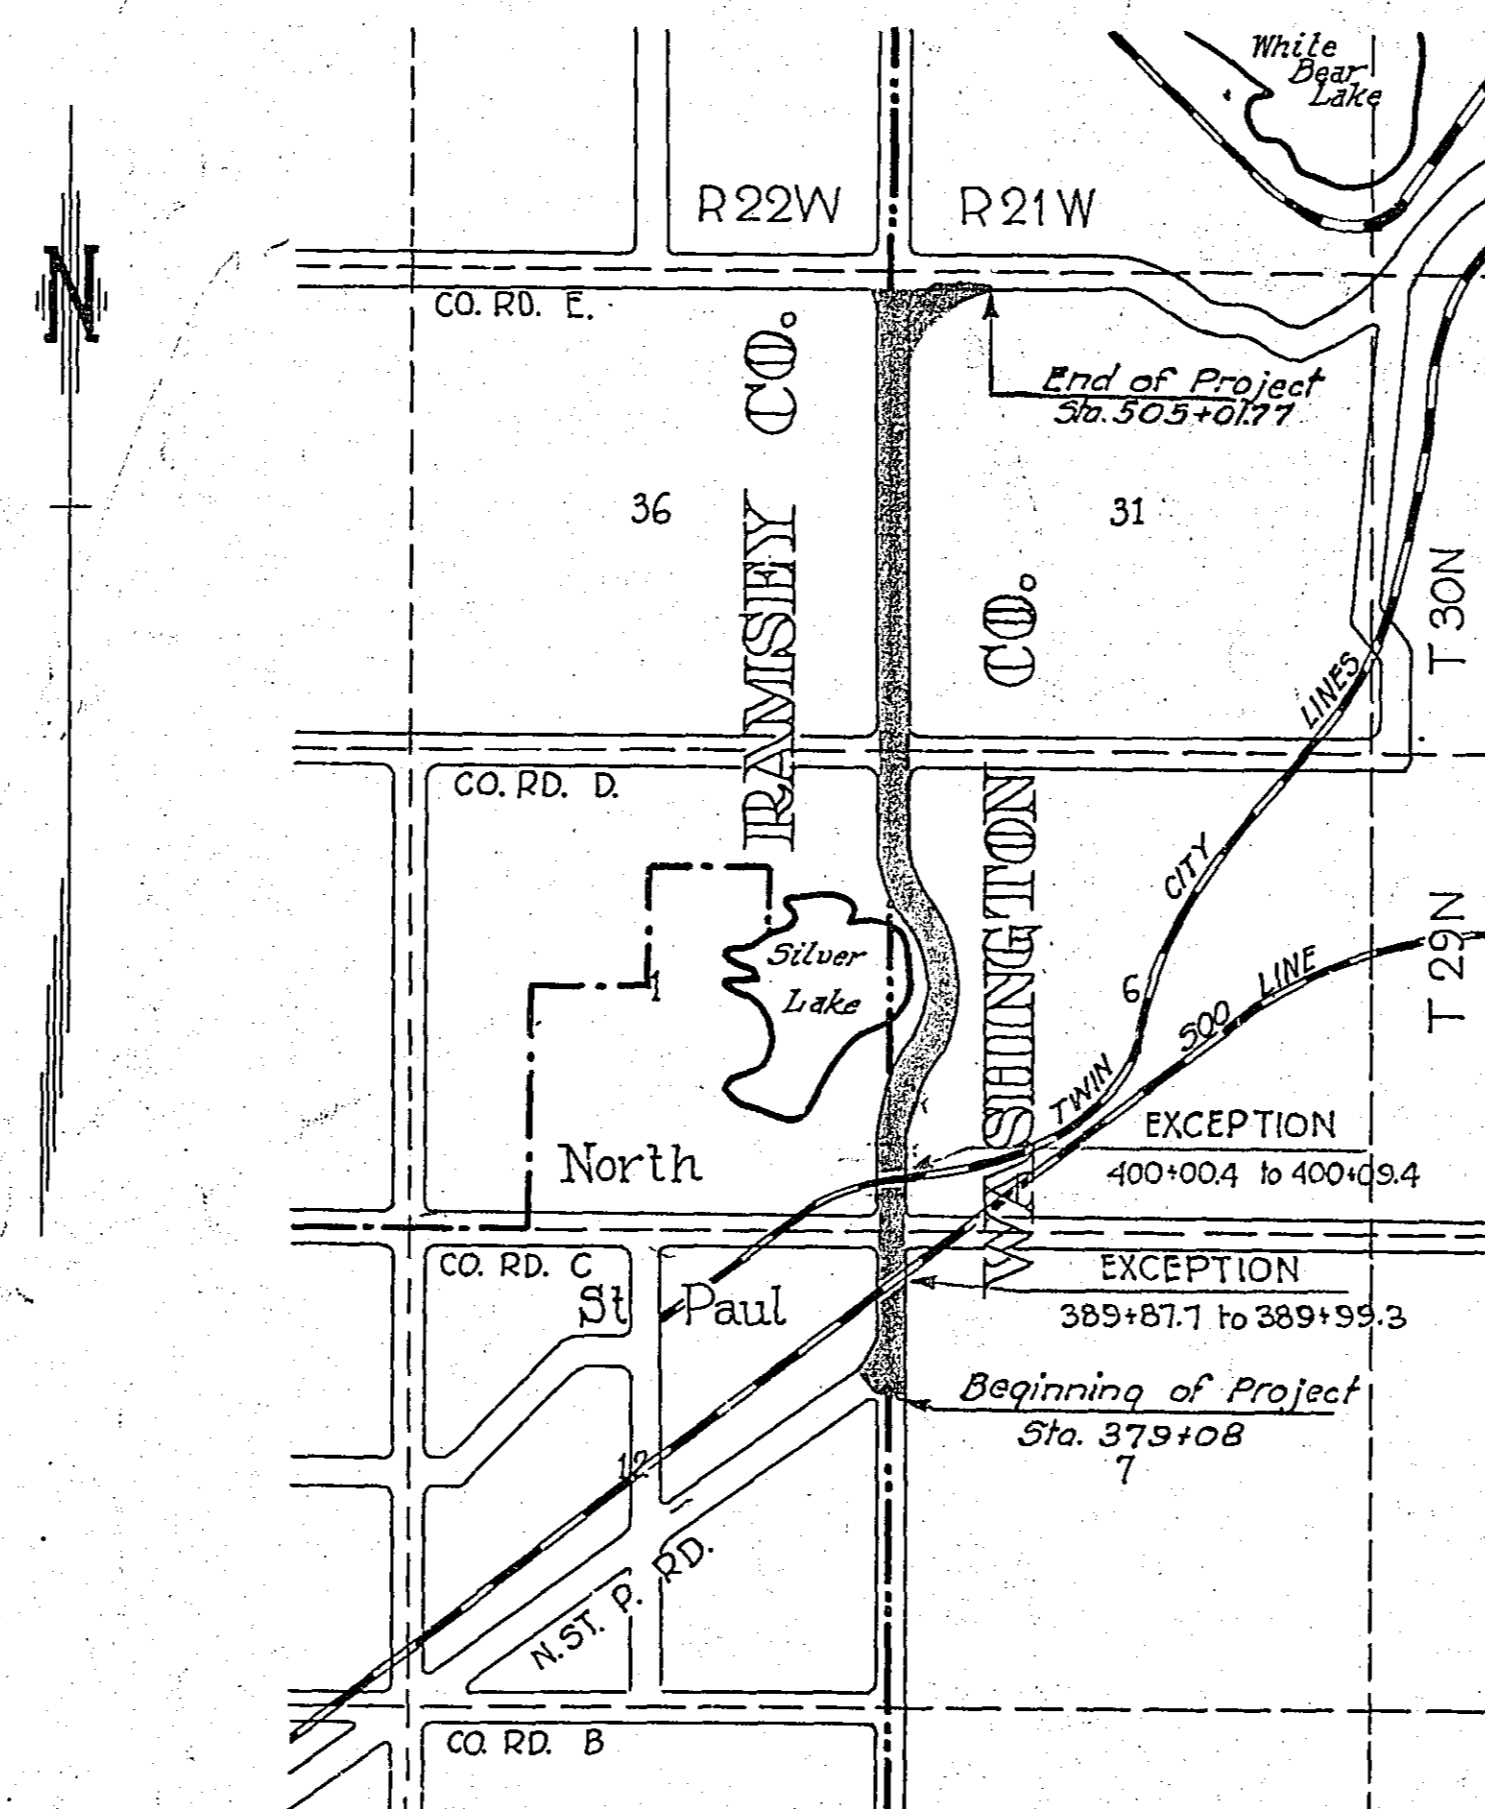 White
Bear
Lake
R22W
R21W
N
CO. RD. E.
RAMSEY CO.
End of Project
Sta. 505+01.77
36
31
WASHINGTON CO.
T 30N
CO. RD. D.
TWIN CITY LINES
T 29N
Silver
Lake
1
6
SOO LINE
North
St Paul
EXCEPTION
400+00.4 to 400+09.4
CO. RD. C
EXCEPTION
389+87.7 to 389+99.3
Beginning of Project
Sta. 379+08
7
12
N. ST. P. RD.
CO. RD. B